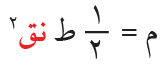 م = ١/٢ ط نق٢